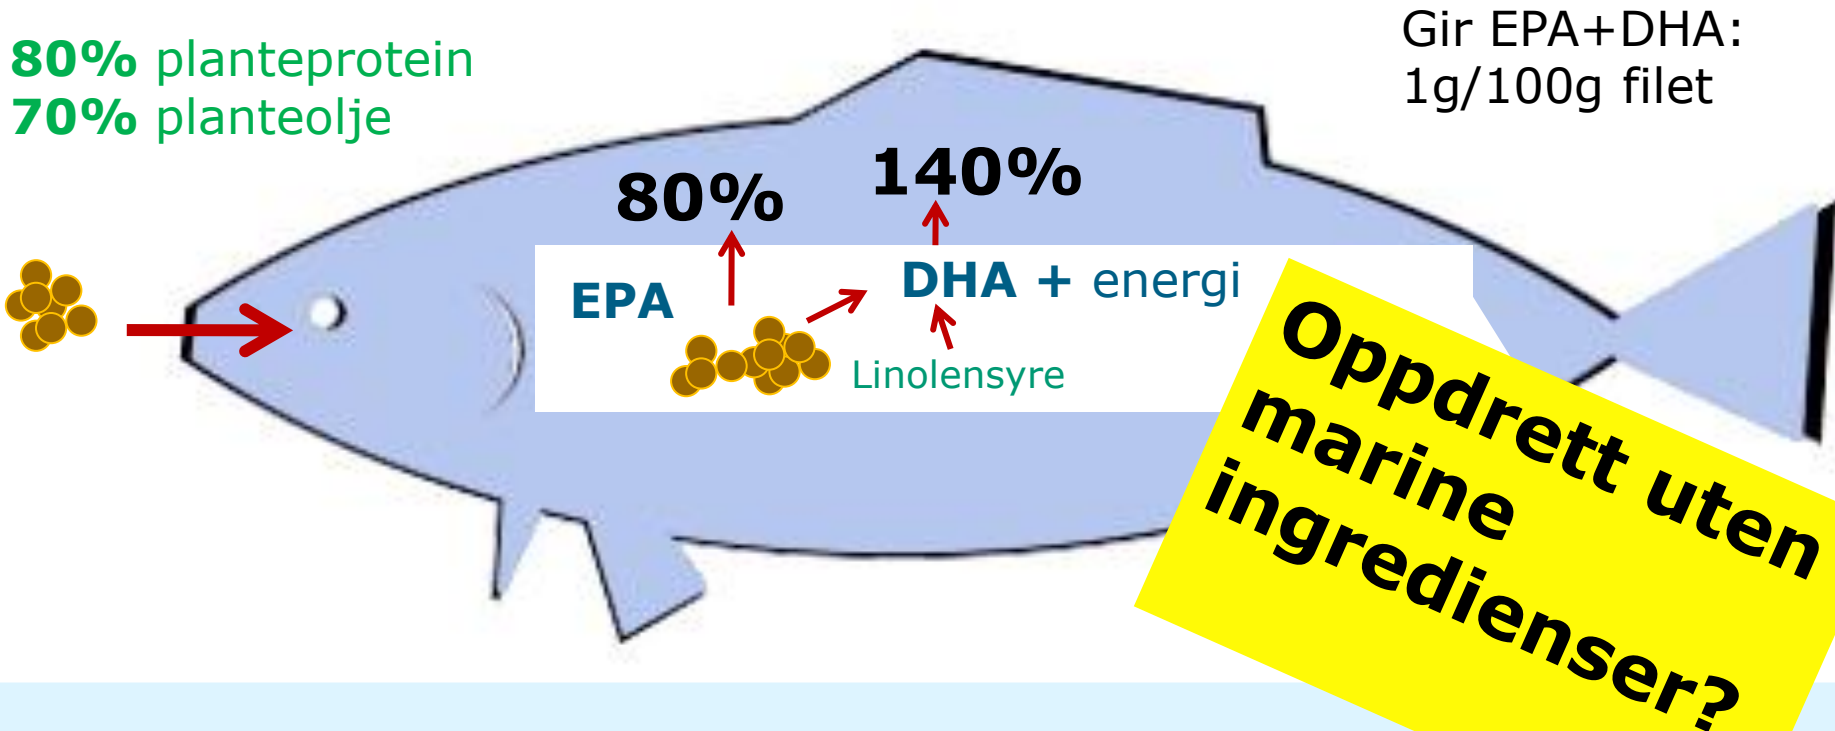 80% planteprotein
70% planteolje
Gir EPA+DHA:
1g/100g filet
80%
140%
EPA
DHA + energi
Linolensyre
Oppdrett uten
marine
ingredienser?